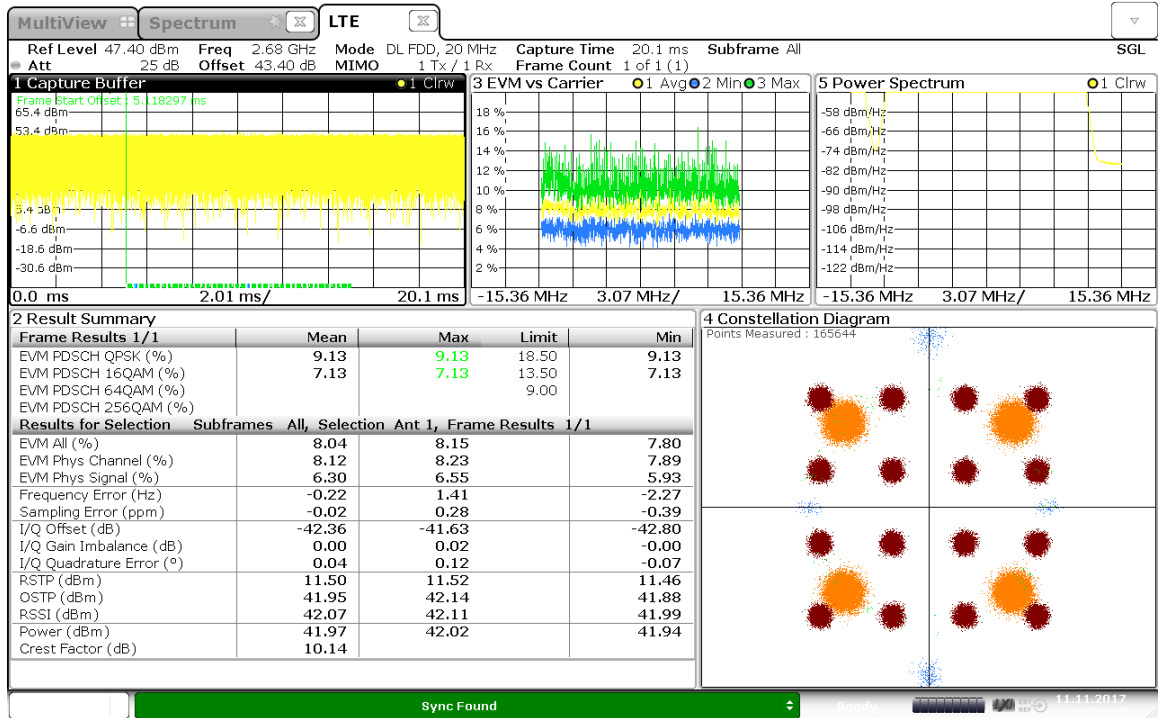 MultiView Spectrum LTE
Ref Level 47.40 dBm Freq 2.68 GHz Mode DL FDD, 20 MHz Capture Time 20.1 ms Subframe All SGL
Att 25 dB Offset 43.40 dB MIMO 1 Tx / 1 Rx Frame Count 1 of 1 (1)
1 Capture Buffer 1 Clrw
Frame Start Offset : 5.118297 ms
65.4 dBm
53.4 dBm
5.4 dBm
-6.6 dBm
-18.6 dBm
-30.6 dBm
0.0 ms 2.01 ms/ 20.1 ms
3 EVM vs Carrier 1 Avg 2 Min 3 Max
18 %
16 %
14 %
12 %
10 %
8 %
6 %
4 %
2 %
-15.36 MHz 3.07 MHz/ 15.36 MHz
5 Power Spectrum 1 Clrw
-58 dBm/Hz
-66 dBm/Hz
-74 dBm/Hz
-82 dBm/Hz
-90 dBm/Hz
-98 dBm/Hz
-106 dBm/Hz
-114 dBm/Hz
-122 dBm/Hz
-15.36 MHz 3.07 MHz/ 15.36 MHz
2 Result Summary
Frame Results 1/1 Mean Max Limit Min
EVM PDSCH QPSK (%) 9.13 9.13 18.50 9.13
EVM PDSCH 16QAM (%) 7.13 7.13 13.50 7.13
EVM PDSCH 64QAM (%) 9.00
EVM PDSCH 256QAM (%)
Results for Selection Subframes All, Selection Ant 1, Frame Results 1/1
EVM All (%) 8.04 8.15 7.80
EVM Phys Channel (%) 8.12 8.23 7.89
EVM Phys Signal (%) 6.30 6.55 5.93
Frequency Error (Hz) -0.22 1.41 -2.27
Sampling Error (ppm) -0.02 0.28 -0.39
I/Q Offset (dB) -42.36 -41.63 -42.80
I/Q Gain Imbalance (dB) 0.00 0.02 -0.00
I/Q Quadrature Error (°) 0.04 0.12 -0.07
RSTP (dBm) 11.50 11.52 11.46
OSTP (dBm) 41.95 42.14 41.88
RSSI (dBm) 42.07 42.11 41.99
Power (dBm) 41.97 42.02 41.94
Crest Factor (dB) 10.14
4 Constellation Diagram
Points Measured : 165644
Sync Found
Ready
LXI
EXT REF
11.11.2017